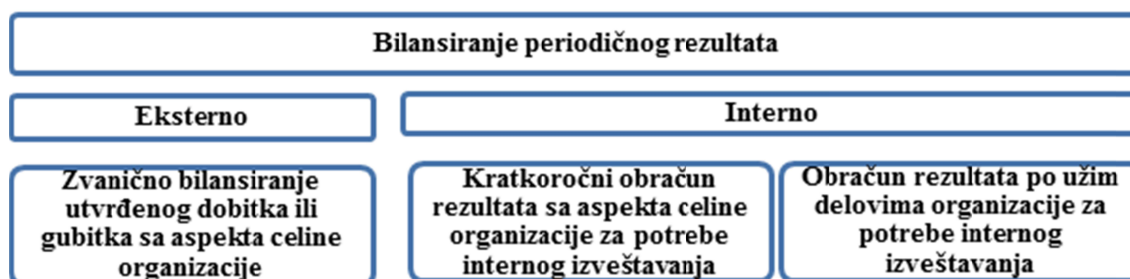 Bilansiranje periodičnog rezultata
Eksterno
Interno
Zvanično bilansiranje
utvrđenog dobitka ili
gubitka sa aspekta celine
organizacije
Kratkoročni obračun
rezultata sa aspekta celine
organizacije za potrebe
internog izveštavanja
Obračun rezultata po užim
delovima organizacije za
potrebe internog
izveštavanja